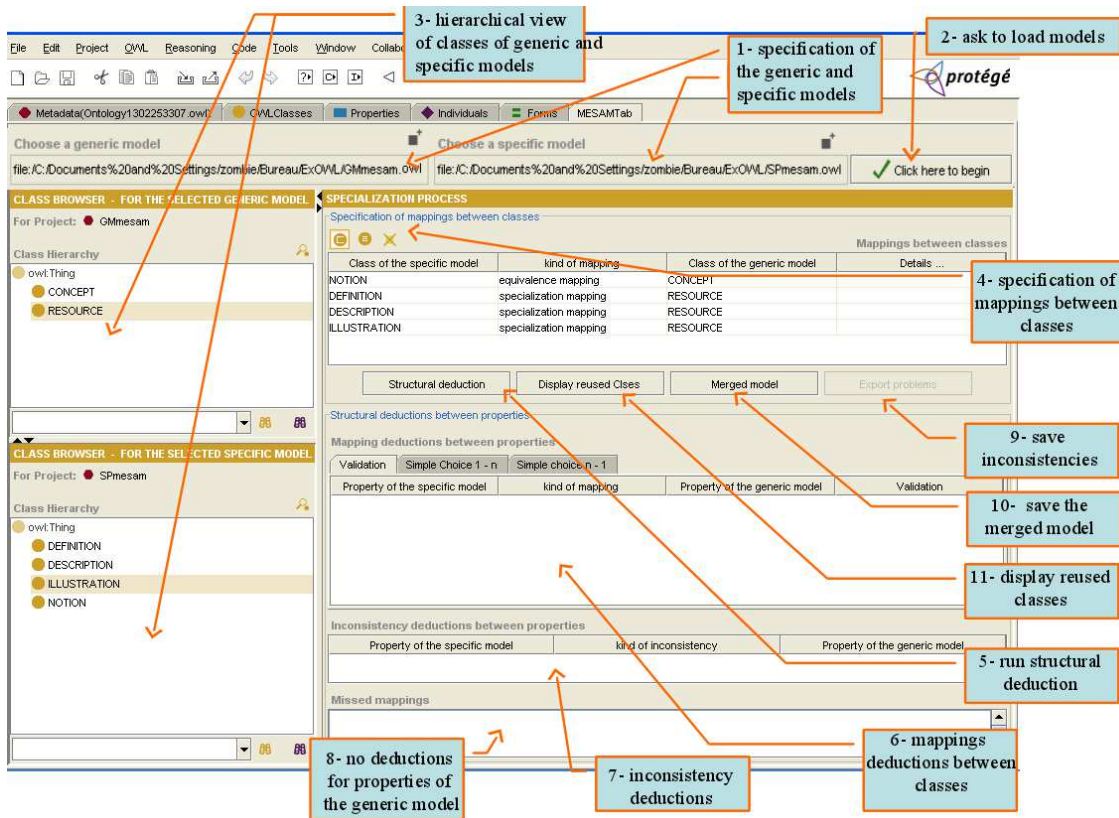 3- hierarchical view
of classes of generic and
specific models
1- specification of
the generic and
specific models
2- ask to load models
File Edit Project OWL Reasoning Code Tools Window Collabo
protégé
Metadata(Ontology1302253307.owl) OWLClasses Properties Individuals Forms MESAMTab
Choose a generic model
Choose a specific model
file:/C:/Documents%20and%20Settings/zombie/Bureau/ExOWL/GMmesam.owl
file:/C:/Documents%20and%20Settings/zombie/Bureau/ExOWL/SPmesam.owl
Click here to begin
CLASS BROWSER - FOR THE SELECTED GENERIC MODEL
For Project: GMmesam
Class Hierarchy
owl:Thing
CONCEPT
RESOURCE
CLASS BROWSER - FOR THE SELECTED SPECIFIC MODEL
For Project: SPmesam
Class Hierarchy
owl:Thing
DEFINITION
DESCRIPTION
ILLUSTRATION
NOTION
SPECIALIZATION PROCESS
Specification of mappings between classes
Mappings between classes
Class of the specific model kind of mapping Class of the generic model Details ...
NOTION equivalence mapping CONCEPT
DEFINITION specialization mapping RESOURCE
DESCRIPTION specialization mapping RESOURCE
ILLUSTRATION specialization mapping RESOURCE
Structural deduction Display reused Clses Merged model Export problems
Structural deductions between properties
Mapping deductions between properties
Validation Simple Choice 1 - n Simple choice n - 1
Property of the specific model kind of mapping Property of the generic model Validation
Inconsistency deductions between properties
Property of the specific model kind of inconsistency Property of the generic model
Missed mappings
4- specification of
mappings between
classes
9- save
inconsistencies
10- save the
merged model
11- display reused
classes
5- run structural
deduction
6- mappings
deductions between
classes
7- inconsistency
deductions
8- no deductions
for properties of
the generic model